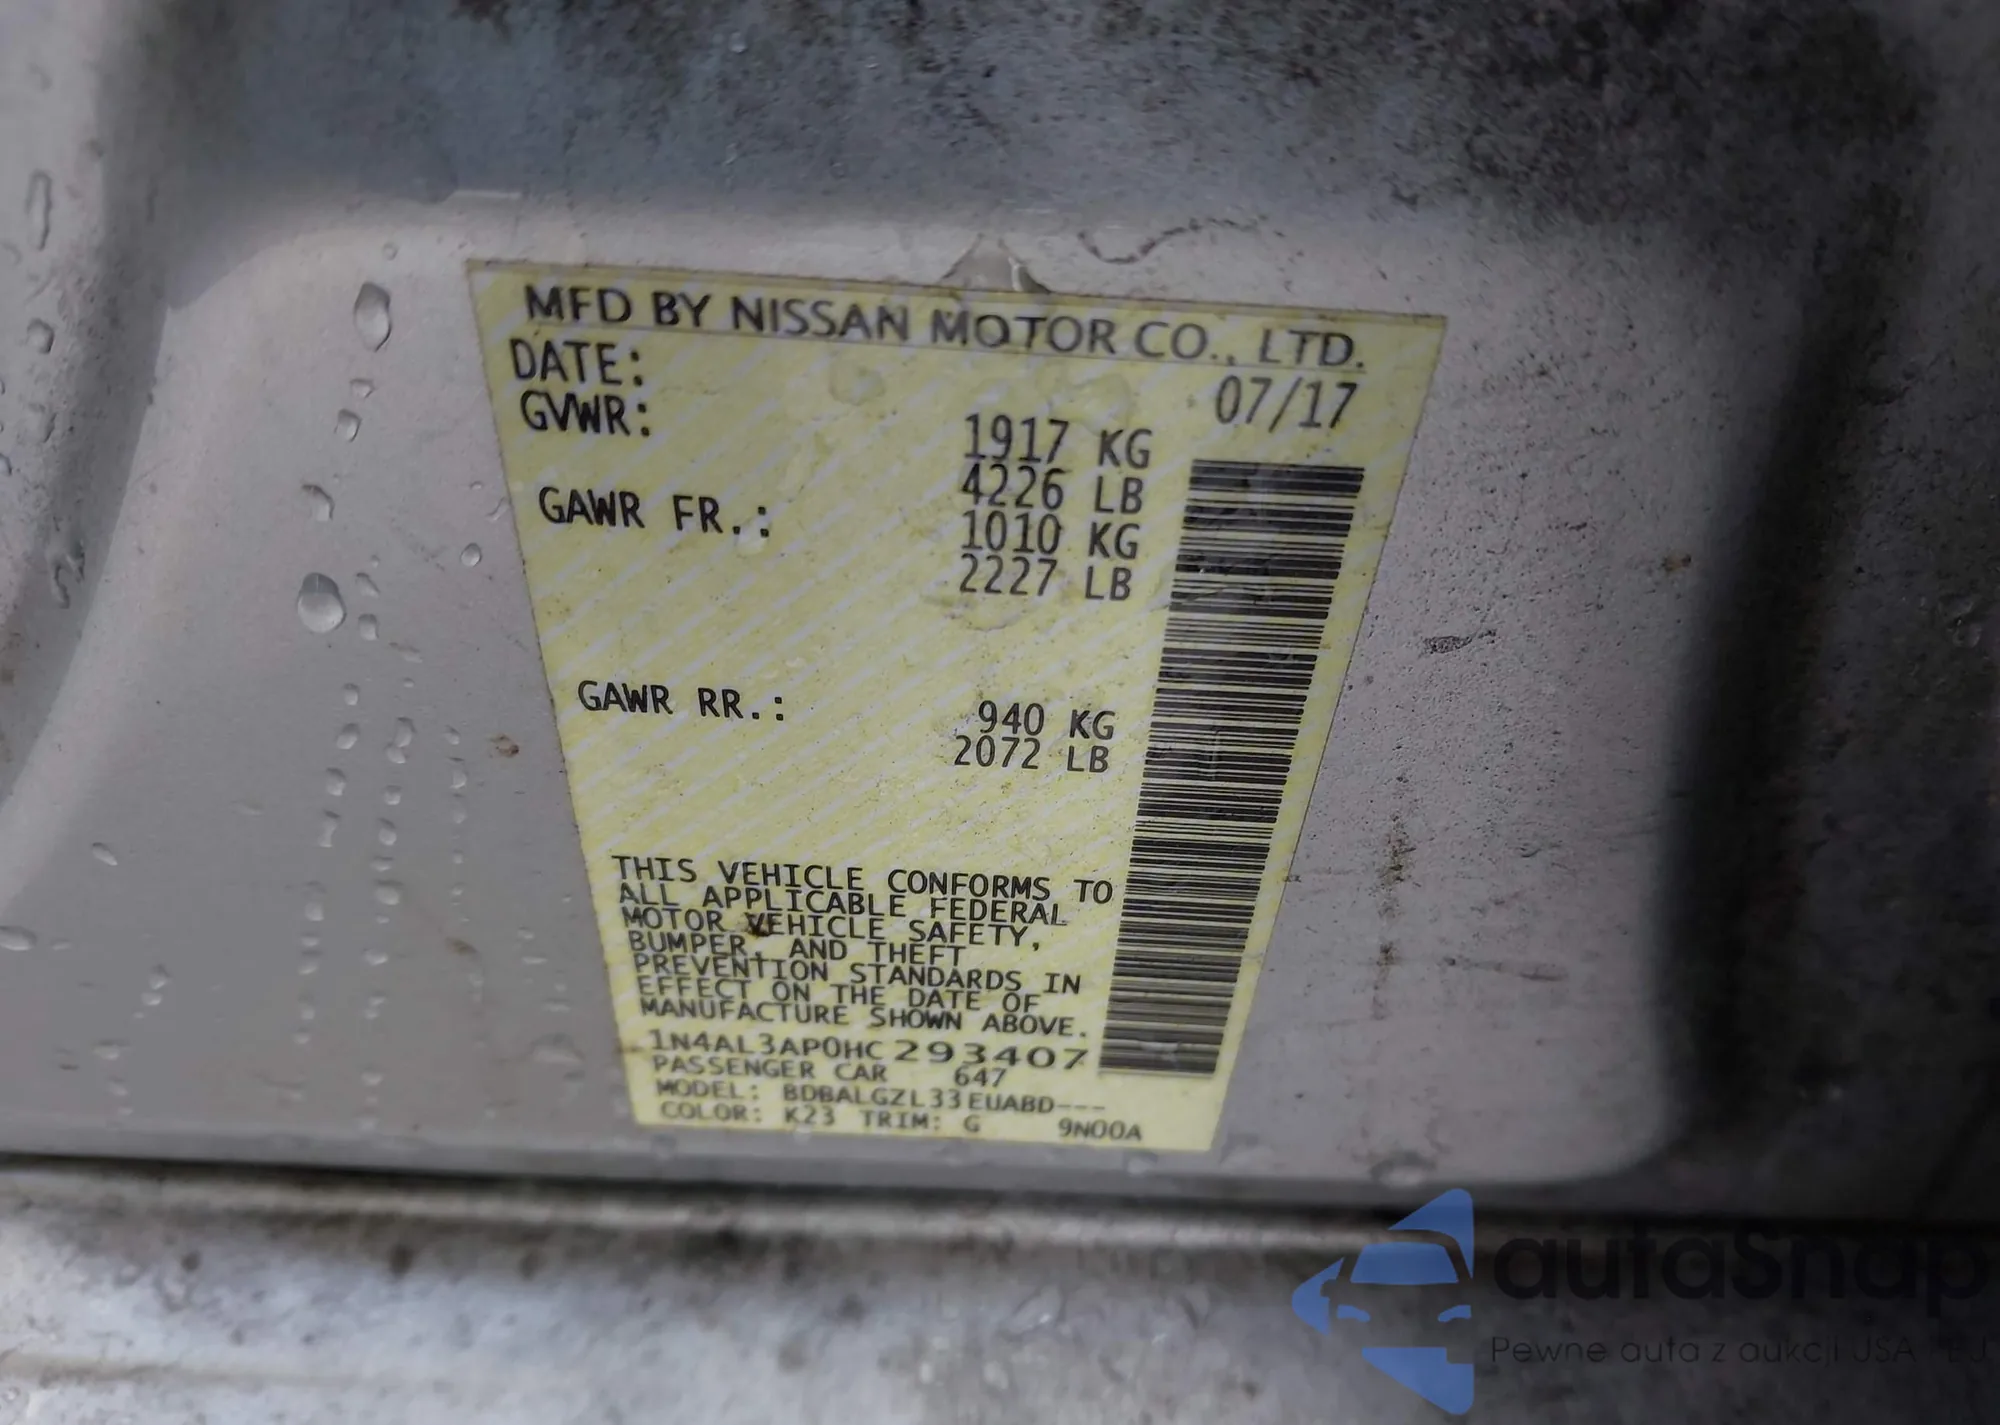 MFD BY NISSAN MOTOR CO., LTD.
DATE: 07/17
GVWR: 1917 KG
4226 LB
GAWR FR.: 1010 KG
2227 LB
GAWR RR.: 940 KG
2072 LB
THIS VEHICLE CONFORMS TO
ALL APPLICABLE FEDERAL
MOTOR VEHICLE SAFETY,
BUMPER, AND THEFT
PREVENTION STANDARDS IN
EFFECT ON THE DATE OF
MANUFACTURE SHOWN ABOVE.
1N4AL3AP0HC293407
PASSENGER CAR 647
MODEL: BDBALGZL33EUABD---
COLOR: K23 TRIM: G 9N00A
autaSnap
Pewne auta z aukcji